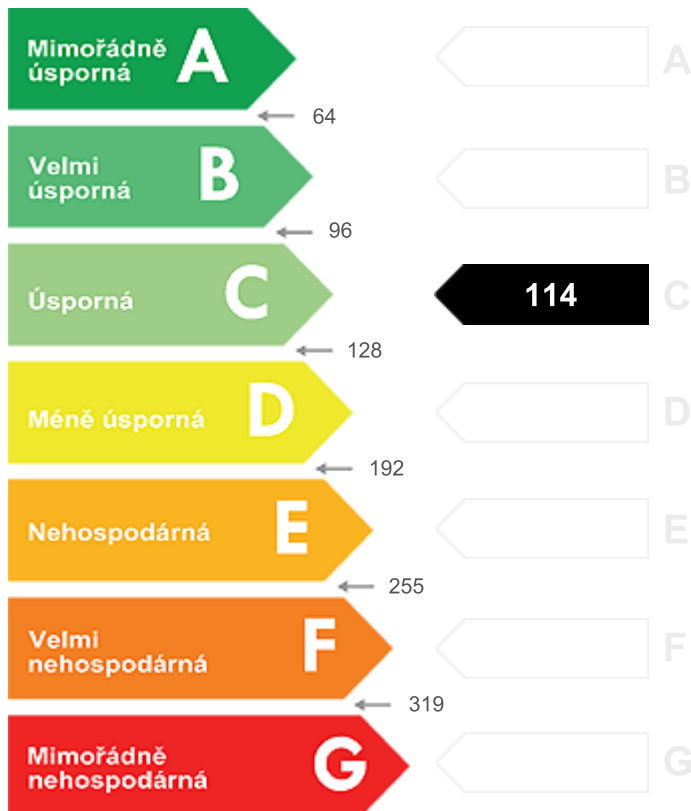 Mimořádně
úsporná
A
A
64
Velmi
úsporná
B
B
96
Úsporná
C
114
C
128
Méně úsporná
D
D
192
Nehospodárná
E
E
255
Velmi
nehospodárná
F
F
319
Mimořádně
nehospodárná
G
G